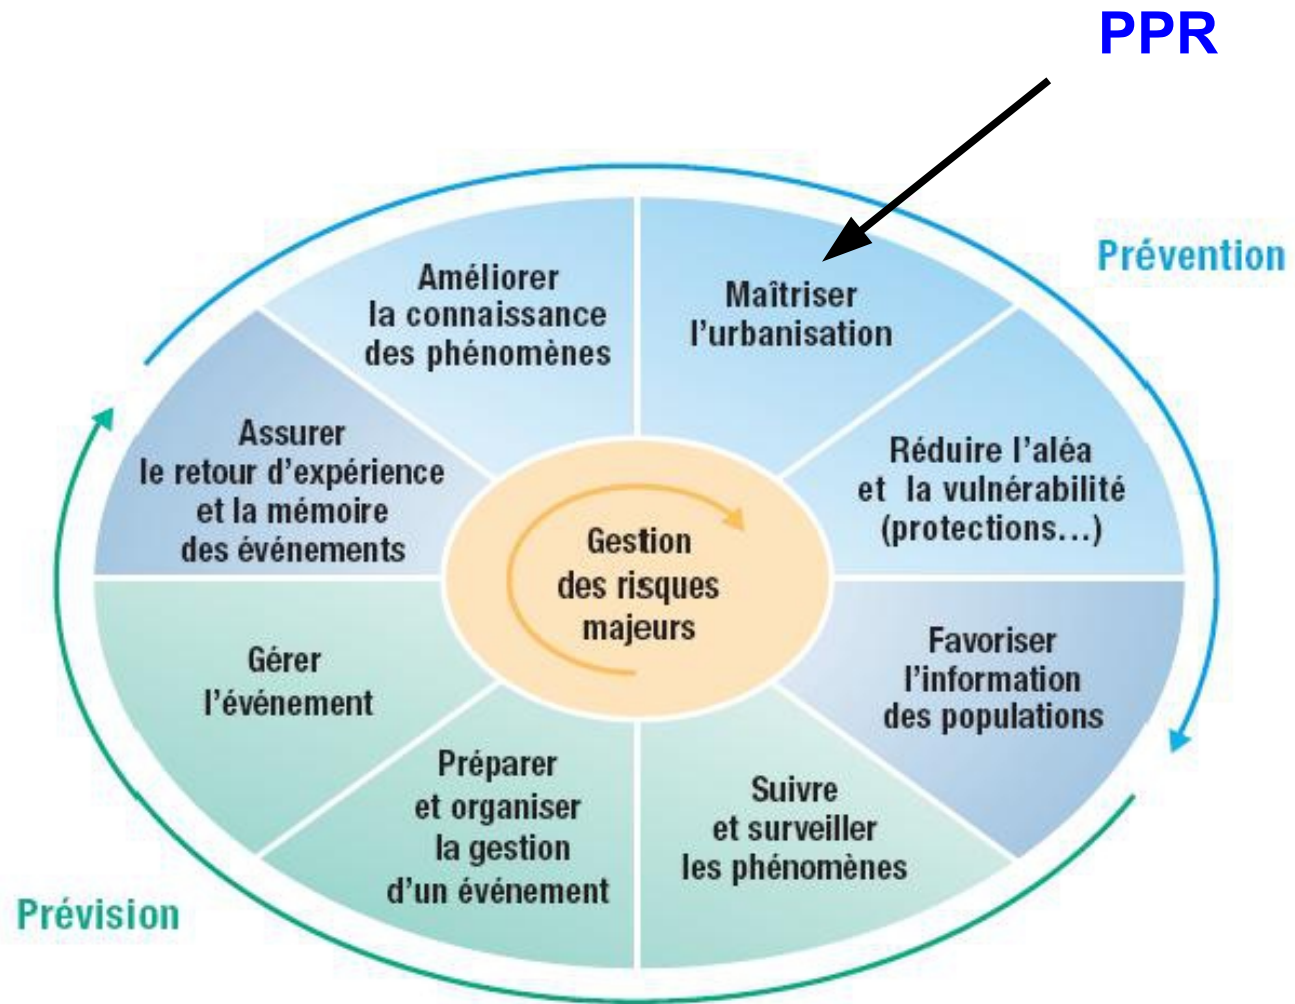 PPR
Prévention
Améliorer
la connaissance
des phénomènes
Maîtriser
l'urbanisation
Réduire l'aléa
et la vulnérabilité
(protections...)
Favoriser
l'information
des populations
Suivre
et surveiller
les phénomènes
Préparer
et organiser
la gestion
d'un événement
Gérer
l'événement
Assurer
le retour d'expérience
et la mémoire
des événements
Gestion
des risques
majeurs
Prévision